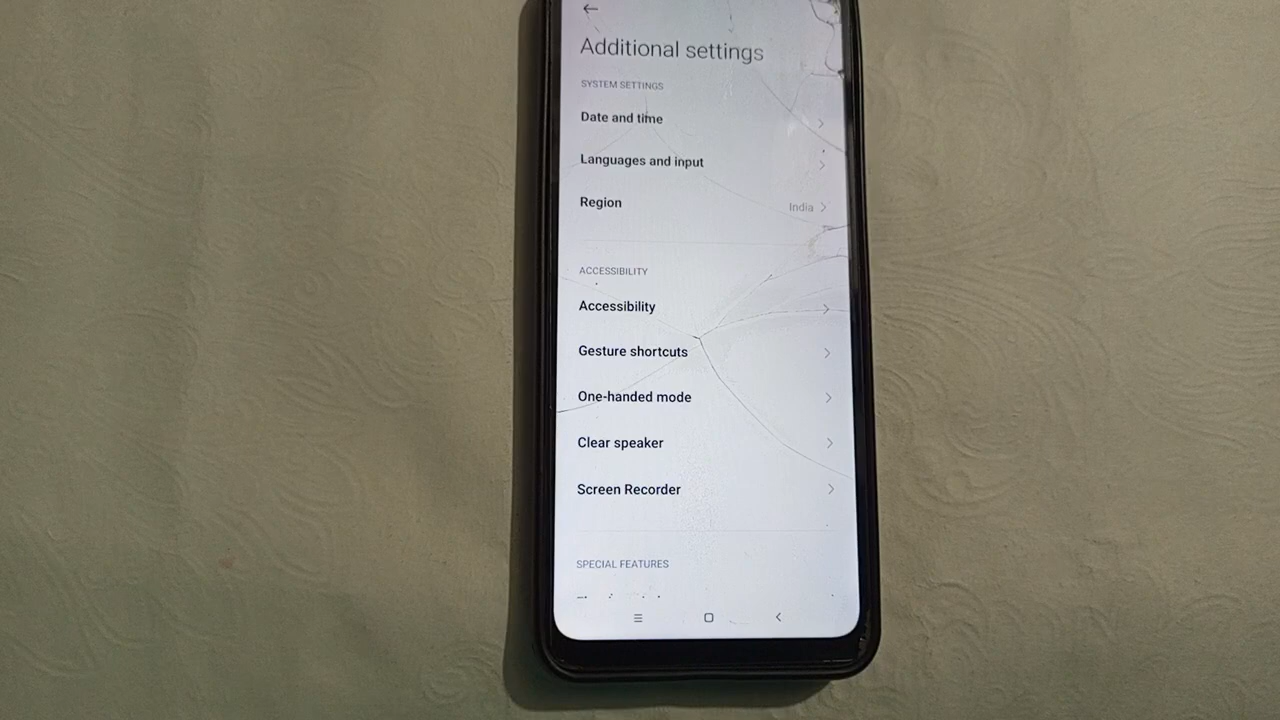 Additional settings
SYSTEM SETTINGS
Date and time
Languages and input
Region India
ACCESSIBILITY
Accessibility
Gesture shortcuts
One-handed mode
Clear speaker
Screen Recorder
SPECIAL FEATURES